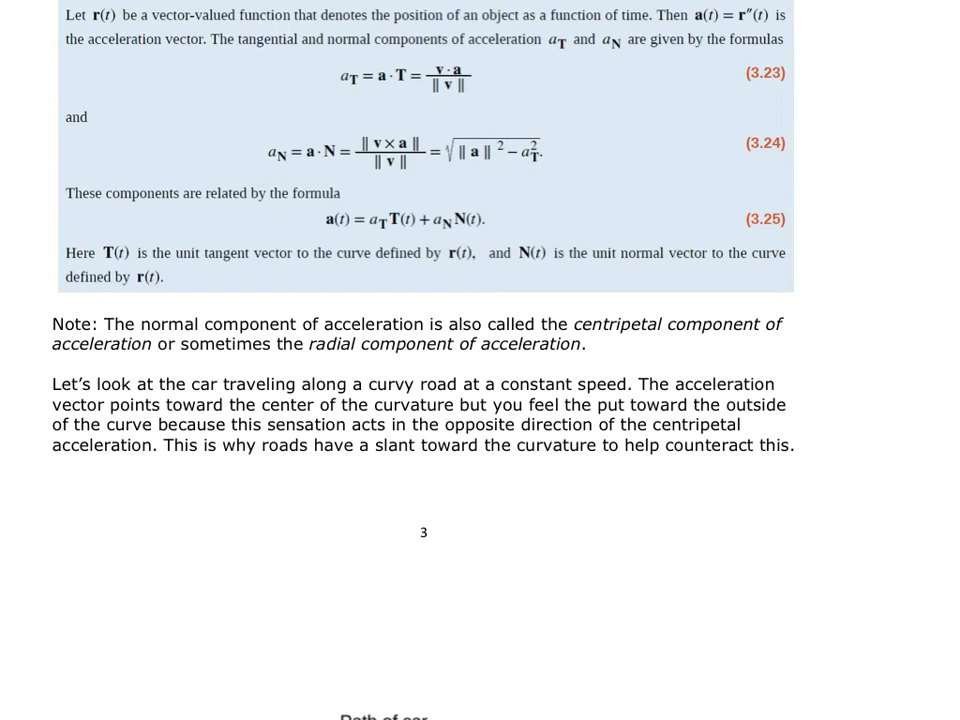 Let r(t) be a vector-valued function that denotes the position of an object as a function of time. Then a(t) = r″(t) is
the acceleration vector. The tangential and normal components of acceleration a_T and a_N are given by the formulas
a_T = a · T = (v · a) / ‖v‖ (3.23)
and
a_N = a · N = ‖v × a‖ / ‖v‖ = √(‖a‖² − a_T²). (3.24)
These components are related by the formula
a(t) = a_T T(t) + a_N N(t). (3.25)
Here T(t) is the unit tangent vector to the curve defined by r(t), and N(t) is the unit normal vector to the curve
defined by r(t).
Note: The normal component of acceleration is also called the centripetal component of
acceleration or sometimes the radial component of acceleration.
Let’s look at the car traveling along a curvy road at a constant speed. The acceleration
vector points toward the center of the curvature but you feel the put toward the outside
of the curve because this sensation acts in the opposite direction of the centripetal
acceleration. This is why roads have a slant toward the curvature to help counteract this.
3
Path of car